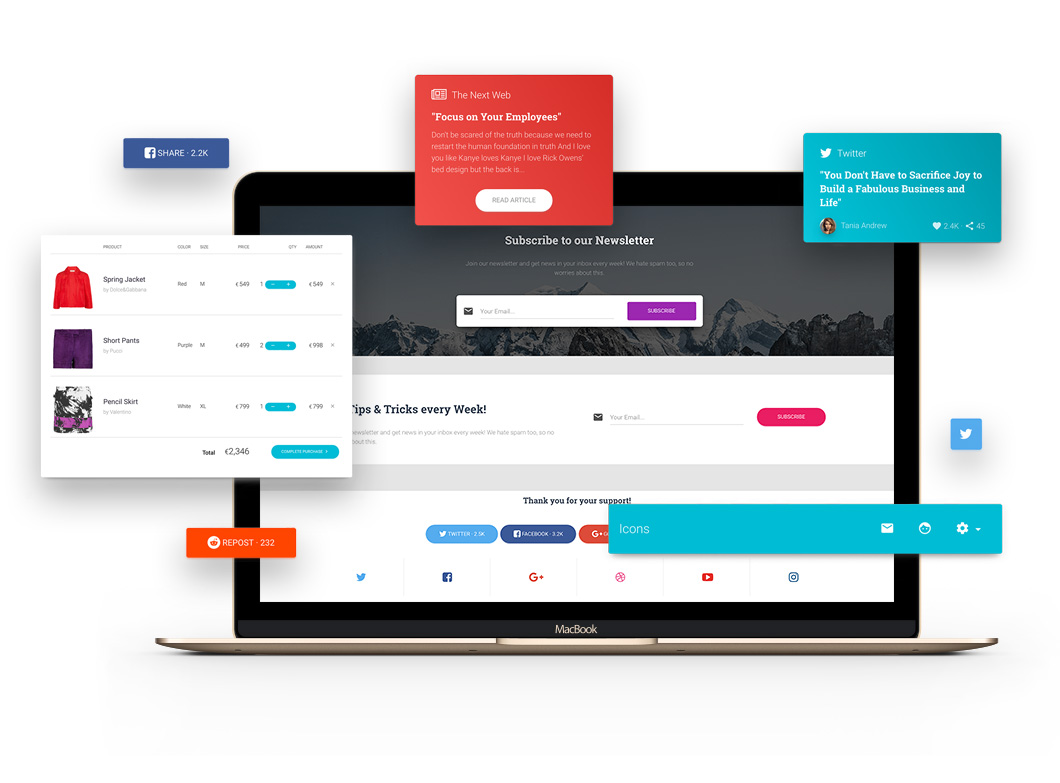 The Next Web
"Focus on Your Employees"
Don't be scared of the truth because we need to
restart the human foundation in truth And I love
you like Kanye loves Kanye I love Rick Owens'
bed design but the back is...
READ ARTICLE
SHARE · 2.2K
Twitter
"You Don't Have to Sacrifice Joy to
Build a Fabulous Business and
Life"
Tania Andrew
2.4K · 45
Subscribe to our Newsletter
Join our newsletter and get news in your inbox every week! We hate spam too, so no
worries about this.
Your Email...
SUBSCRIBE
PRODUCT COLOR SIZE PRICE QTY AMOUNT
Spring Jacket
by Dolce&Gabbana
Red M €549 1 − + €549 ×
Short Pants
by Pucci
Purple M €499 2 − + €998 ×
Pencil Skirt
by Valentino
White XL €799 1 − + €799 ×
Total €2,346 COMPLETE PURCHASE >
Tips & Tricks every Week!
ewsletter and get news in your inbox every week! We hate spam too, so no
bout this.
Your Email...
SUBSCRIBE
Thank you for your support!
TWITTER · 2.5K
FACEBOOK · 3.2K
G+ G
Icons
REPOST · 232
G+
MacBook